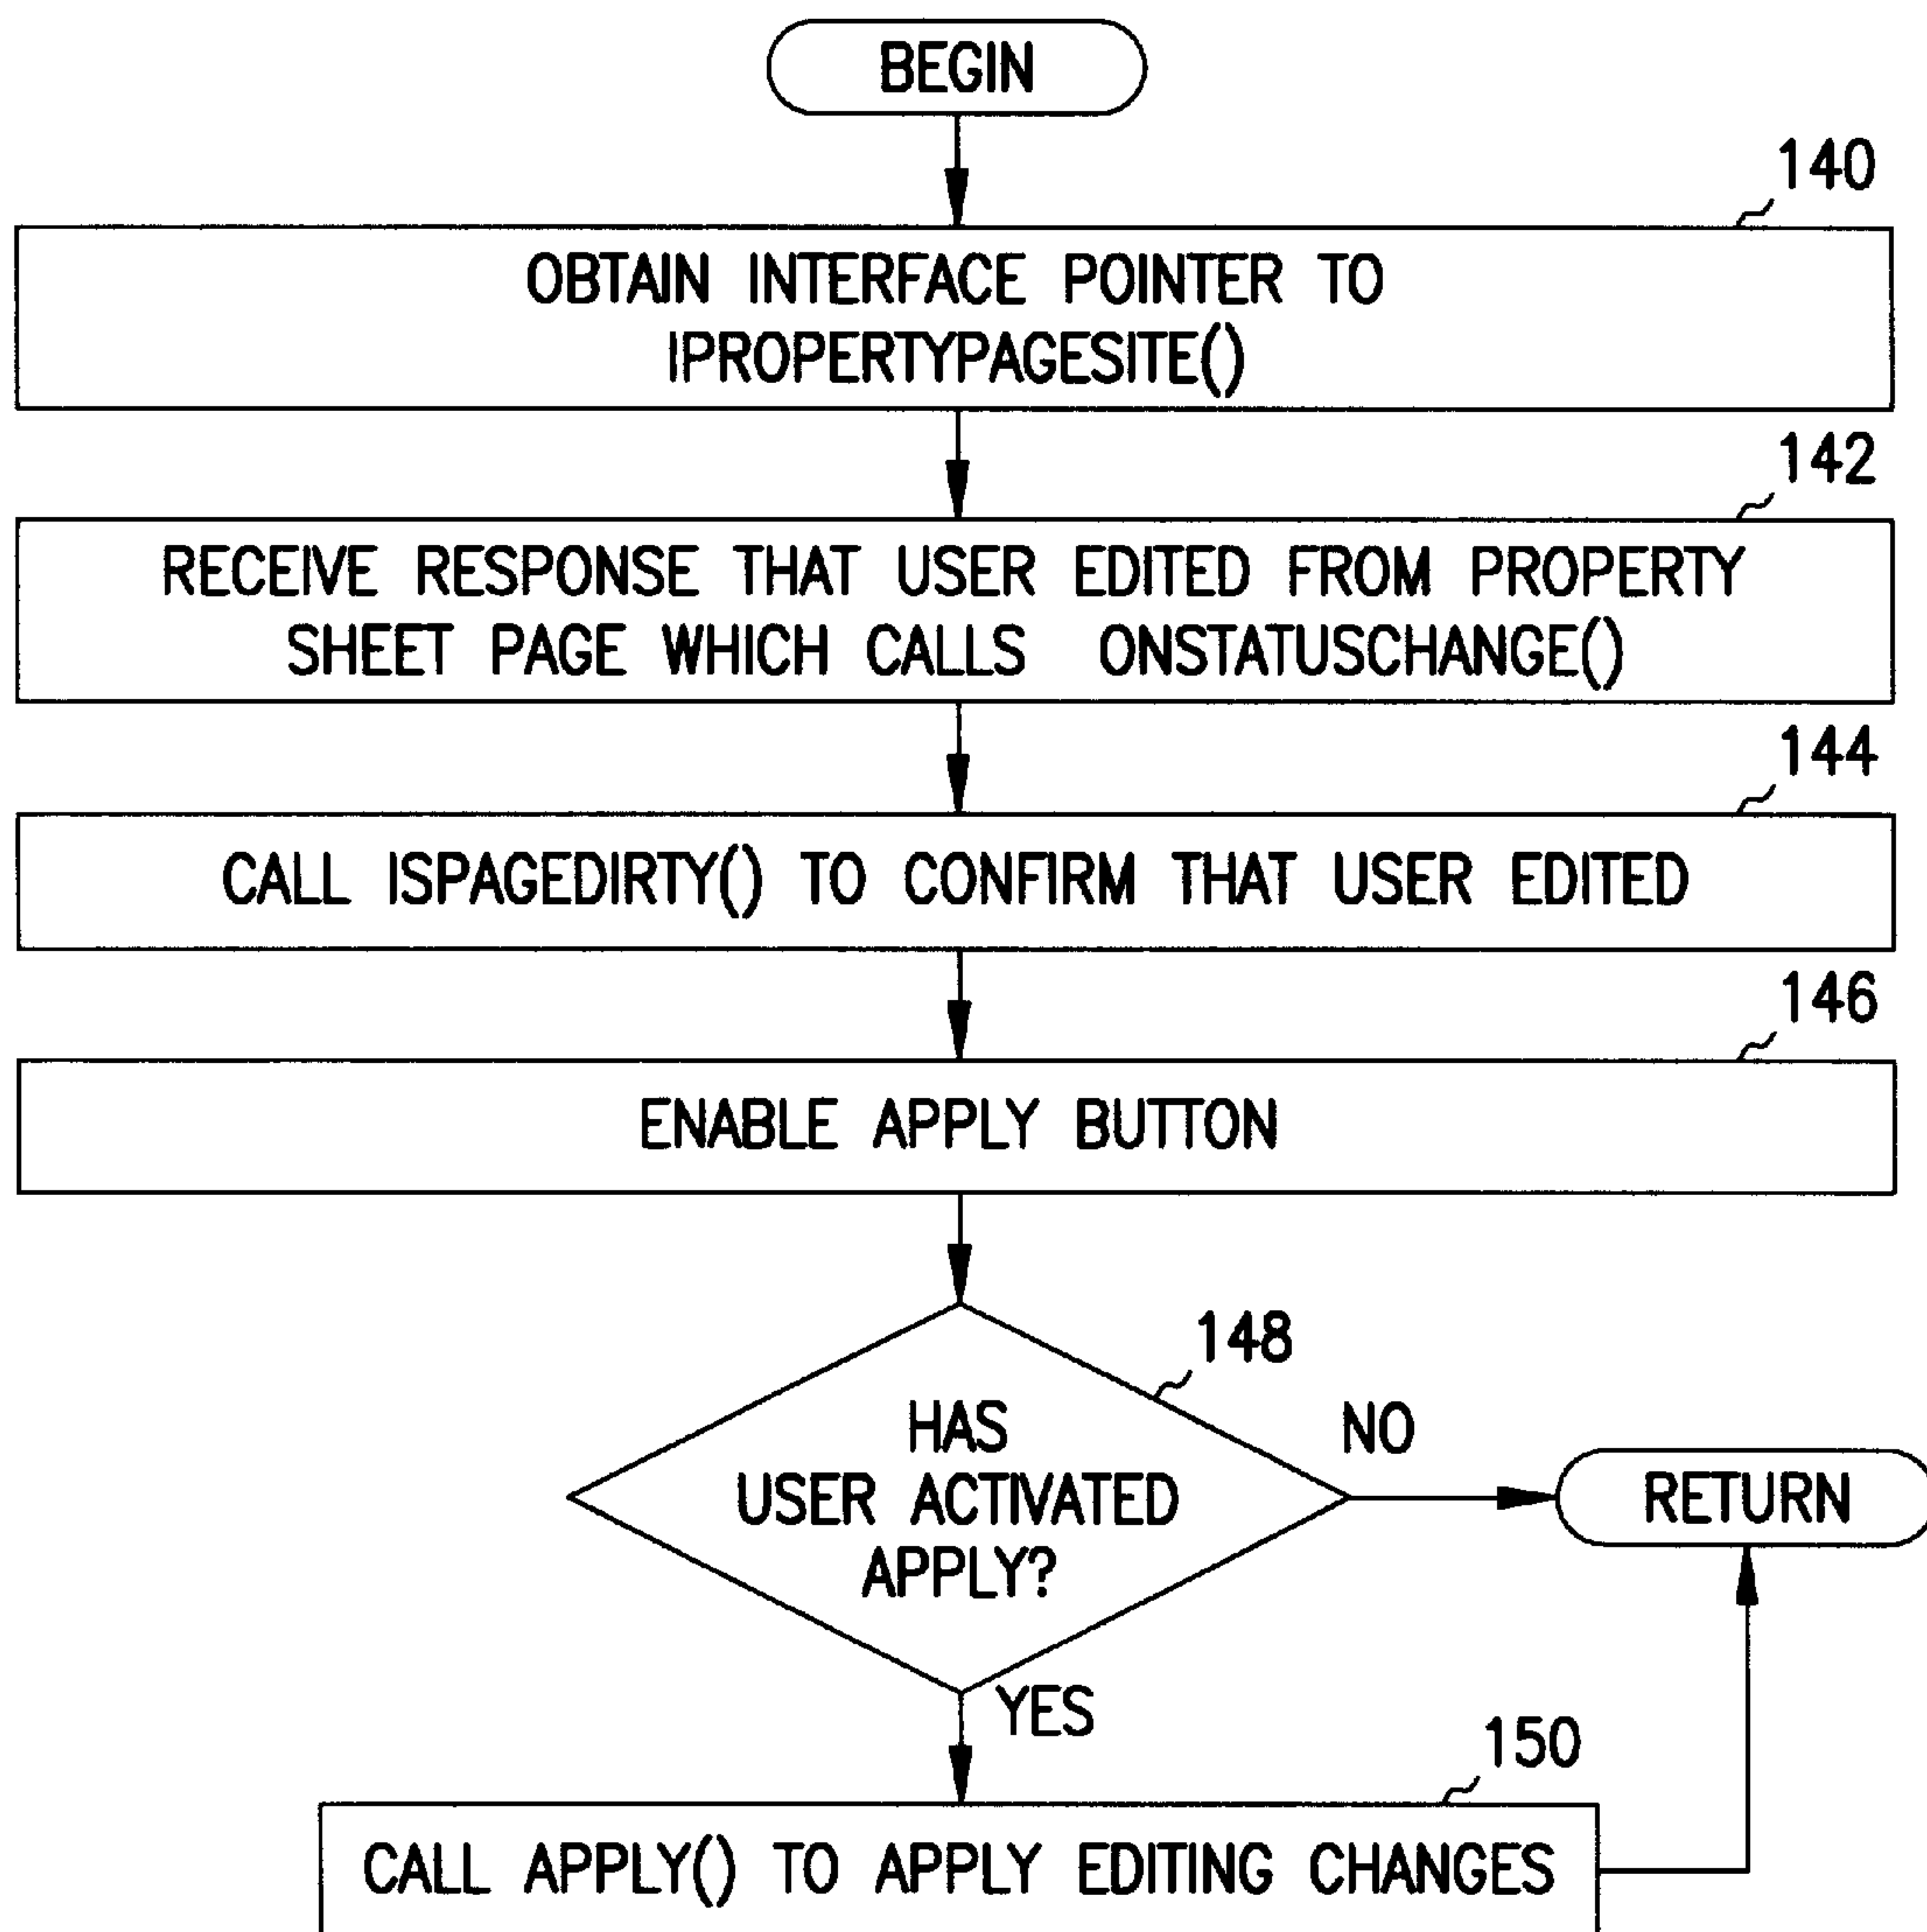 BEGIN
140
OBTAIN INTERFACE POINTER TO
IPROPERTYPAGESITE()
142
RECEIVE RESPONSE THAT USER EDITED FROM PROPERTY
SHEET PAGE WHICH CALLS ONSTATUSCHANGE()
144
CALL ISPAGEDIRTY() TO CONFIRM THAT USER EDITED
146
ENABLE APPLY BUTTON
148
HAS
USER ACTIVATED
APPLY?
NO
RETURN
YES
150
CALL APPLY() TO APPLY EDITING CHANGES